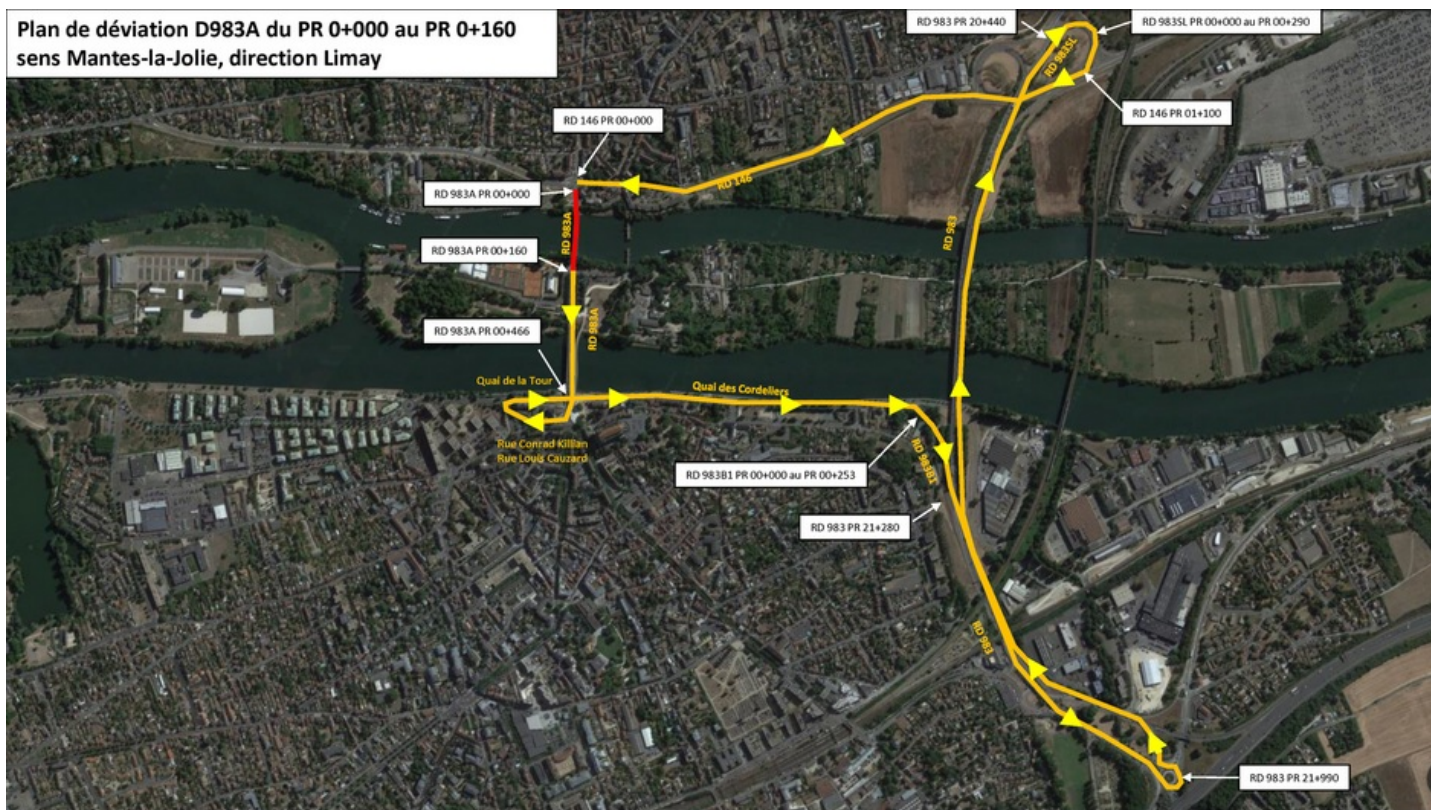 Plan de déviation D983A du PR 0+000 au PR 0+160
sens Mantes-la-Jolie, direction Limay
RD 983 PR 20+440
RD 983SL PR 00+000 au PR 00+290
RD 983SL
RD 146 PR 01+100
RD 146 PR 00+000
RD 146
RD 983A PR 00+000
RD 983A
RD 983
RD 983A PR 00+160
RD 983A PR 00+466
RD 983A
Quai de la Tour
Quai des Cordeliers
Rue Conrad Killian
Rue Louis Cauzard
RD 983B1 PR 00+000 au PR 00+253
RD 983B1
RD 983 PR 21+280
RD 983
RD 983 PR 21+990